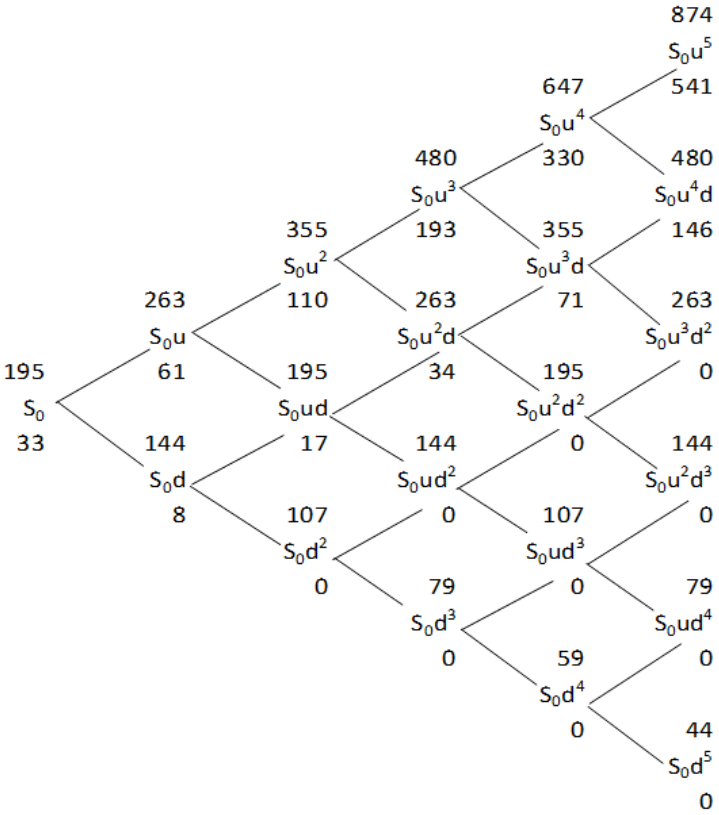 874
S₀u⁵
647 541
S₀u⁴
480 330 480
S₀u³ S₀u⁴d
355 193 355 146
S₀u² S₀u³d
263 110 263 71 263
S₀u S₀u²d S₀u³d²
195 61 195 34 195 0
S₀ S₀ud S₀u²d²
33 144 17 144 0 144
S₀d S₀ud² S₀u²d³
8 107 0 107 0
S₀d² S₀ud³
0 79 0 79
S₀d³ S₀ud⁴
0 59 0
S₀d⁴
0 44
S₀d⁵
0